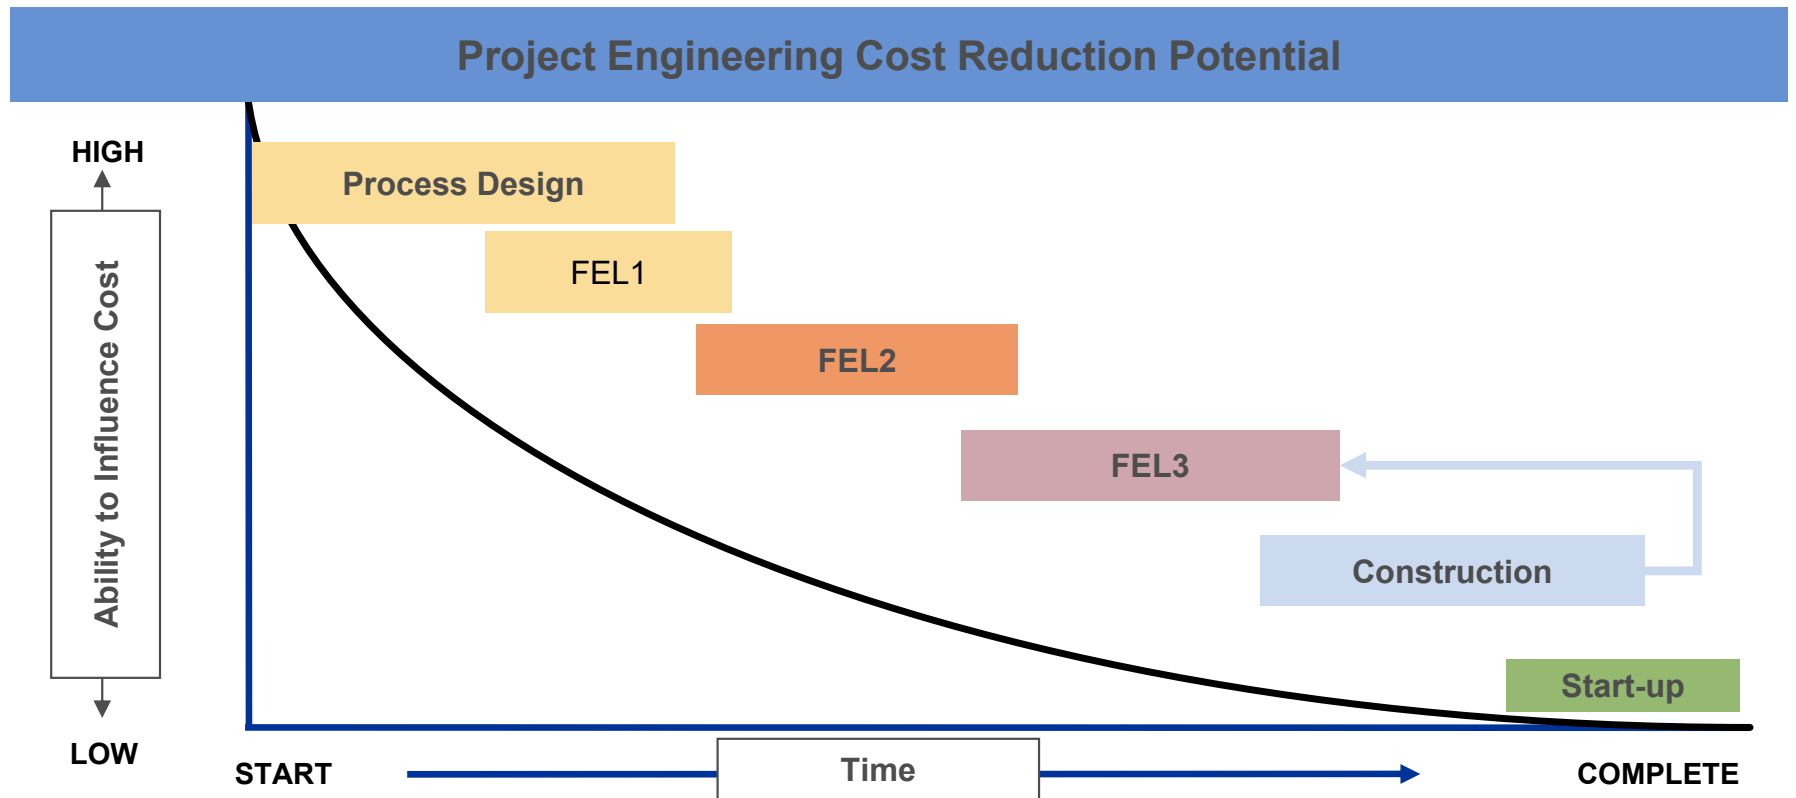 Project Engineering Cost Reduction Potential
HIGH
Ability to Influence Cost
LOW
Process Design
FEL1
FEL2
FEL3
Construction
Start-up
START
Time
COMPLETE